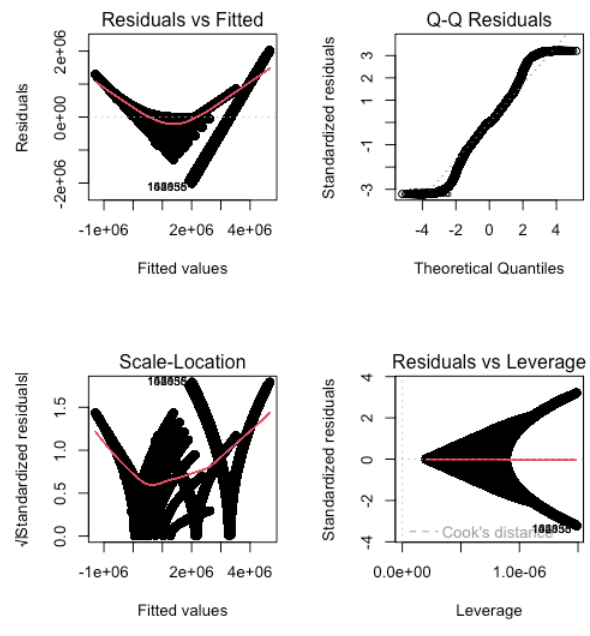 Residuals vs Fitted
Residuals
2e+06
0e+00
-2e+06
-1e+06 2e+06 4e+06
Fitted values
Q-Q Residuals
Standardized residuals
3
1
-1
-3
-4 -2 0 2 4
Theoretical Quantiles
Scale-Location
√|Standardized residuals|
1.5
1.0
0.5
0.0
-1e+06 2e+06 4e+06
Fitted values
Residuals vs Leverage
Standardized residuals
4
2
0
-2
-4
Cook's distance
0.0e+00 1.0e-06
Leverage